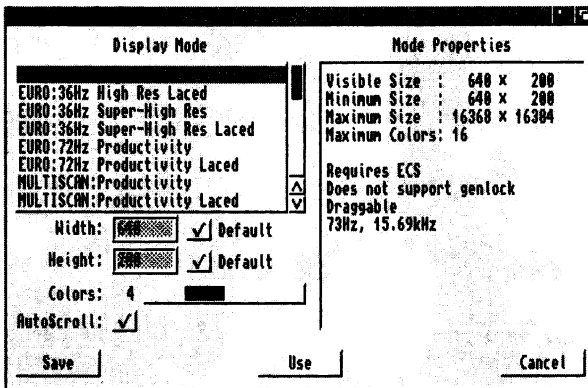 Display Mode
EURO:36Hz High Res Laced
EURO:36Hz Super-High Res
EURO:36Hz Super-High Res Laced
EURO:72Hz Productivity
EURO:72Hz Productivity Laced
MULTISCAN:Productivity
MULTISCAN:Productivity Laced
Width: 640 Default
Height: 200 Default
Colors: 4
AutoScroll:
Mode Properties
Visible Size : 640 x 200
Minimum Size : 640 x 200
Maximum Size : 16368 x 16384
Maximum Colors: 16
Requires ECS
Does not support genlock
Draggable
73Hz, 15.69kHz
Save
Use
Cancel